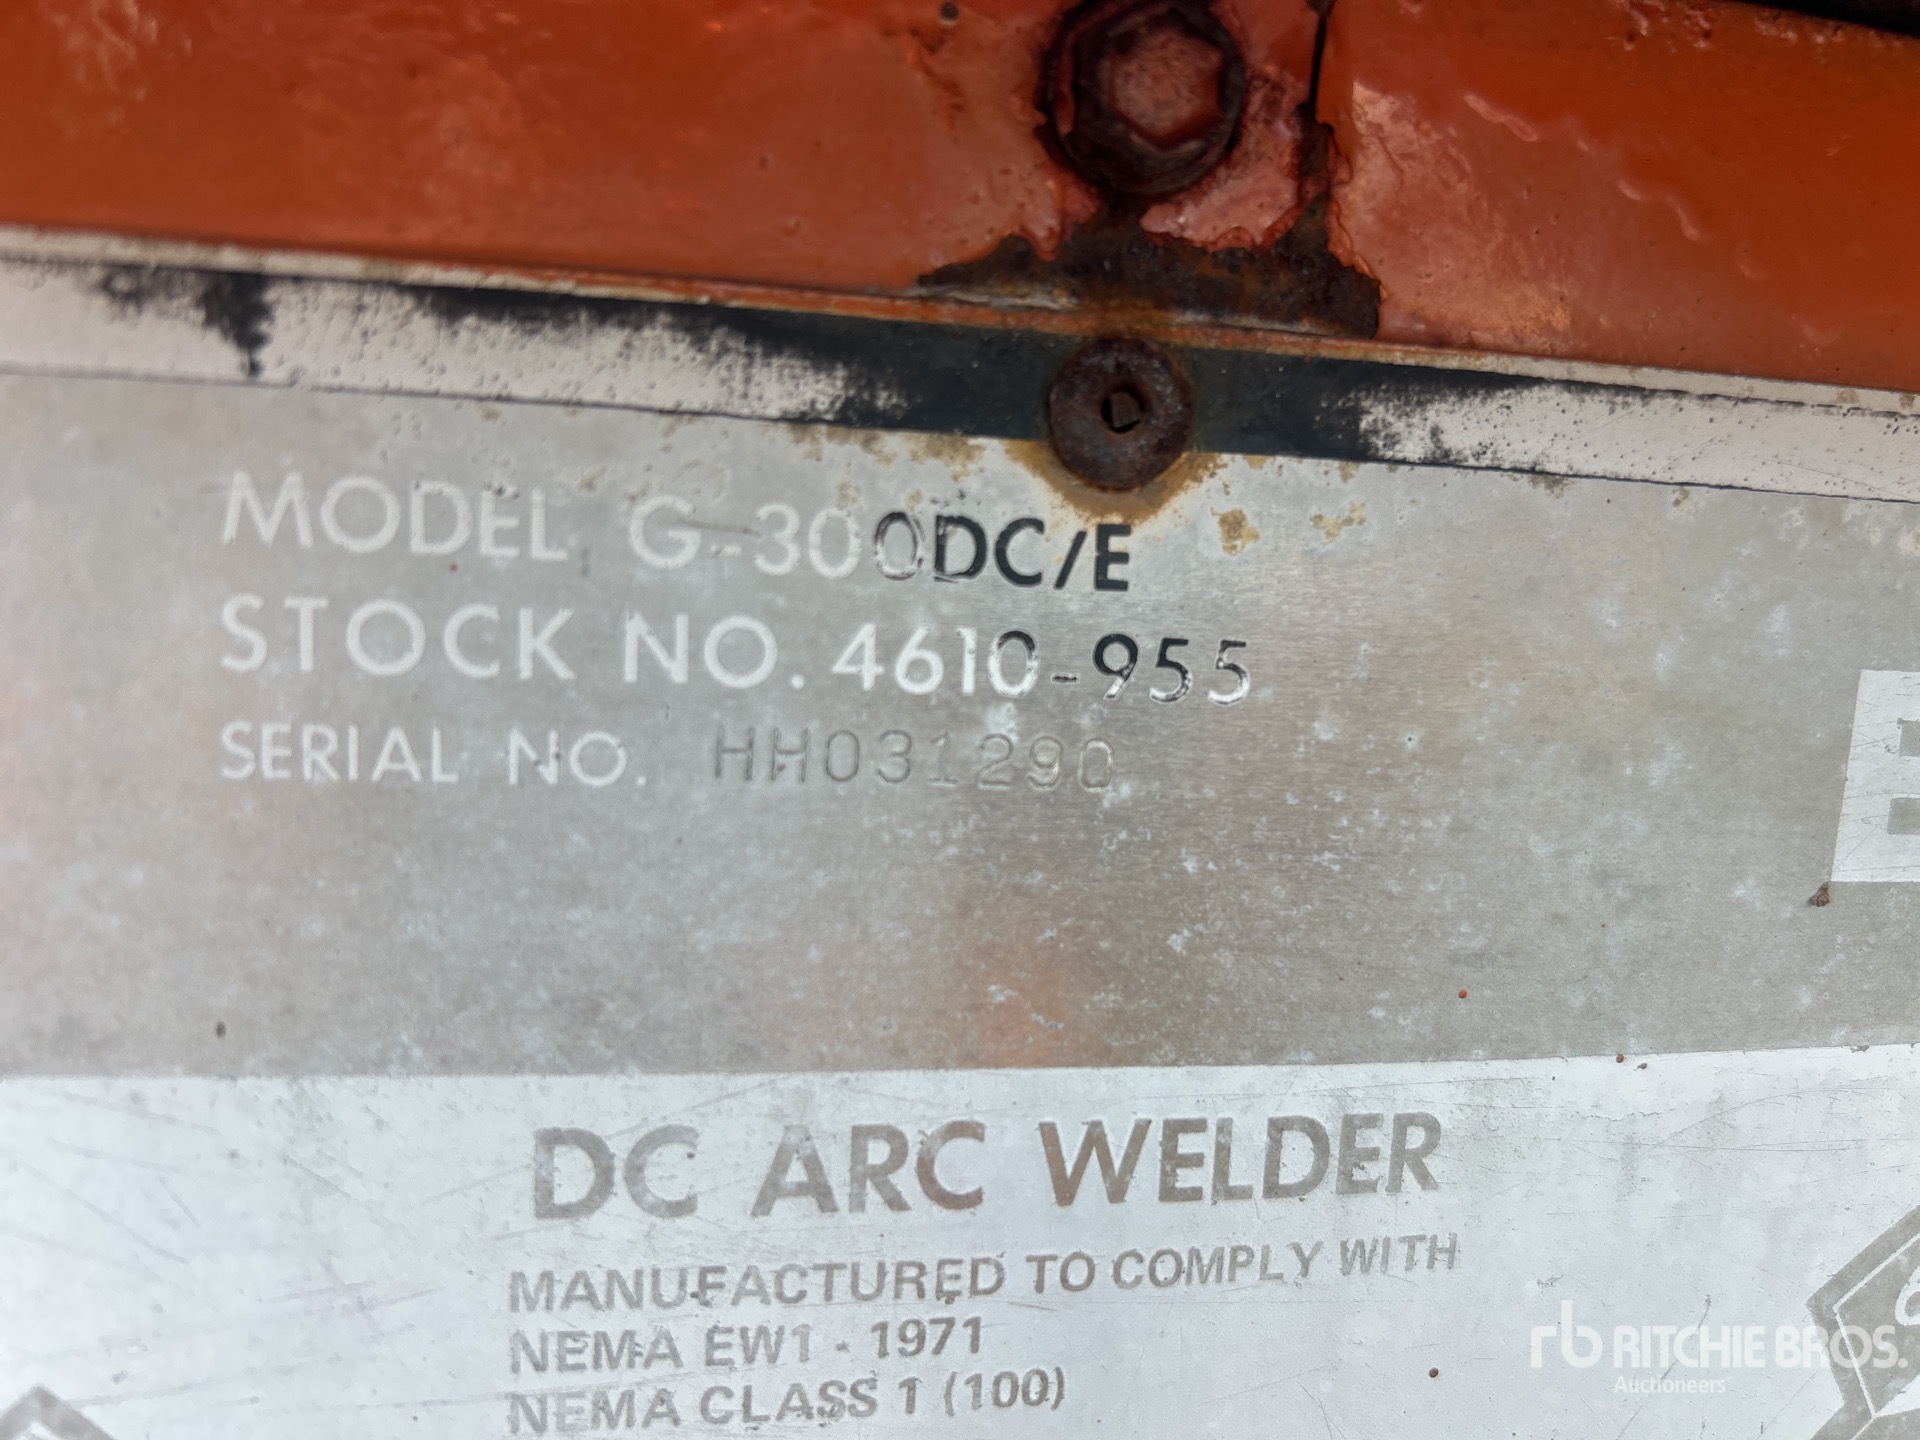 MODEL G-300DC/E
STOCK NO. 4610-955
SERIAL NO. HH031290
DC ARC WELDER
MANUFACTURED TO COMPLY WITH
NEMA EW1 - 1971
NEMA CLASS 1 (100)
rb RITCHIE BROS.
Auctioneers